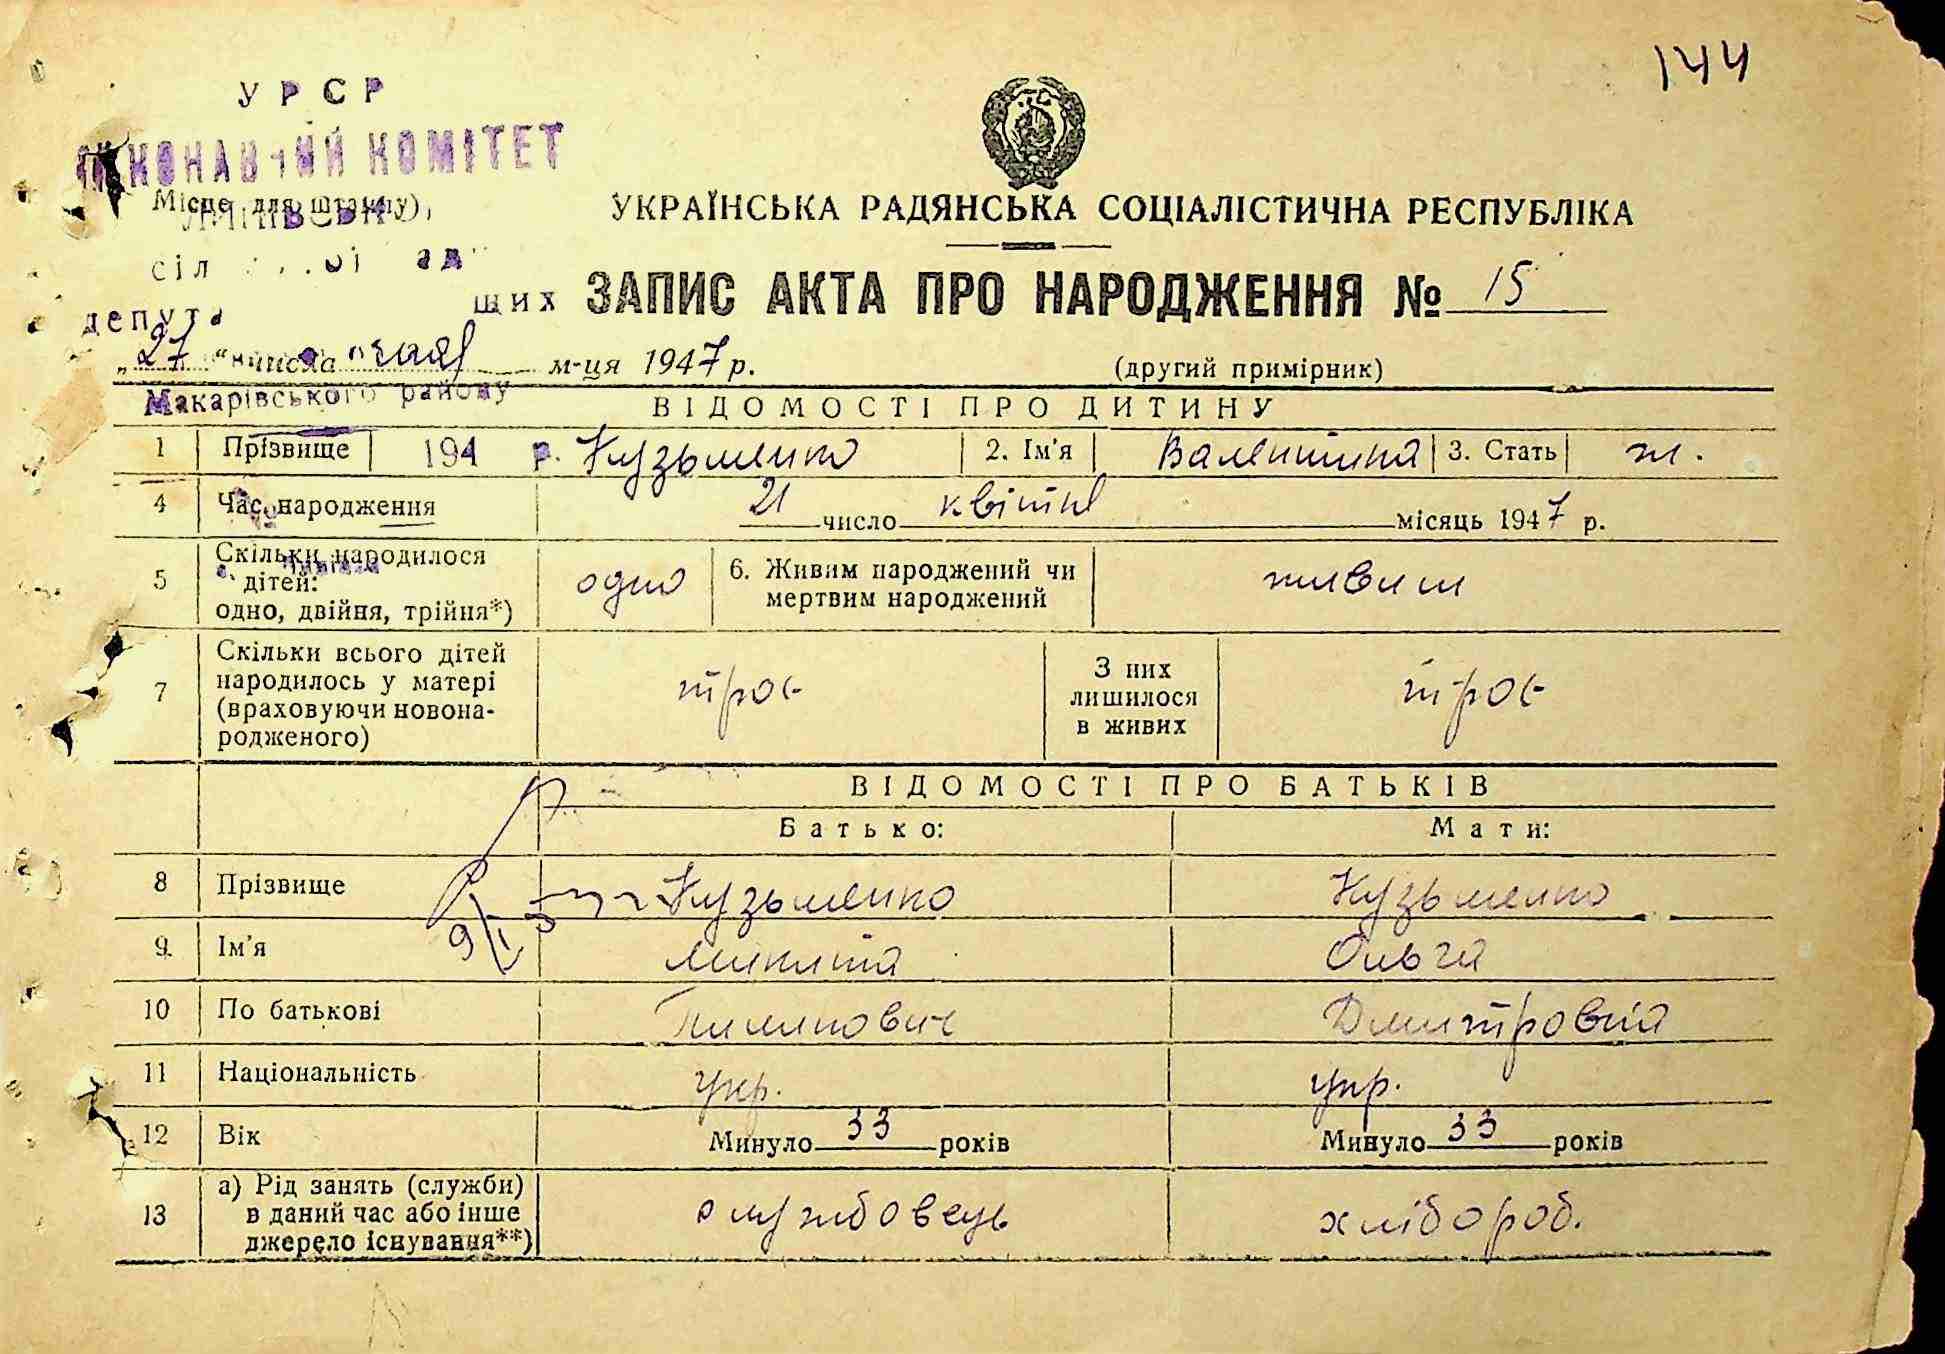 144
УРСР
КОМІТЕТ
Місце для штампу)
УКРАЇНСЬКА РАДЯНСЬКА СОЦІАЛІСТИЧНА РЕСПУБЛІКА
ЗАПИС АКТА ПРО НАРОДЖЕННЯ № 15
„27“ числа мая м-ця 1947 р. (другий примірник)
Макарівського району
ВІДОМОСТІ ПРО ДИТИНУ
1 Прізвище 194 р. Кузьменко 2. Ім'я Валентина 3. Стать ж.
4 Час народження 21 число квітня місяць 1947 р.
5 Скільки народилося дітей: одно, двійня, трійня*) одно 6. Живим народжений чи мертвим народжений живим
7 Скільки всього дітей народилось у матері (враховуючи новонародженого) троє З них лишилося в живих троє
ВІДОМОСТІ ПРО БАТЬКІВ
Батько: Мати:
8 Прізвище Кузьменко Кузьменко
9. Ім'я Микита Ольга
10 По батькові Пилипович Дмитровна
11 Національність укр. укр.
12 Вік Минуло 33 років Минуло 33 років
13 а) Рід занять (служби) в даний час або інше джерело існування**) службовець хлібороб.